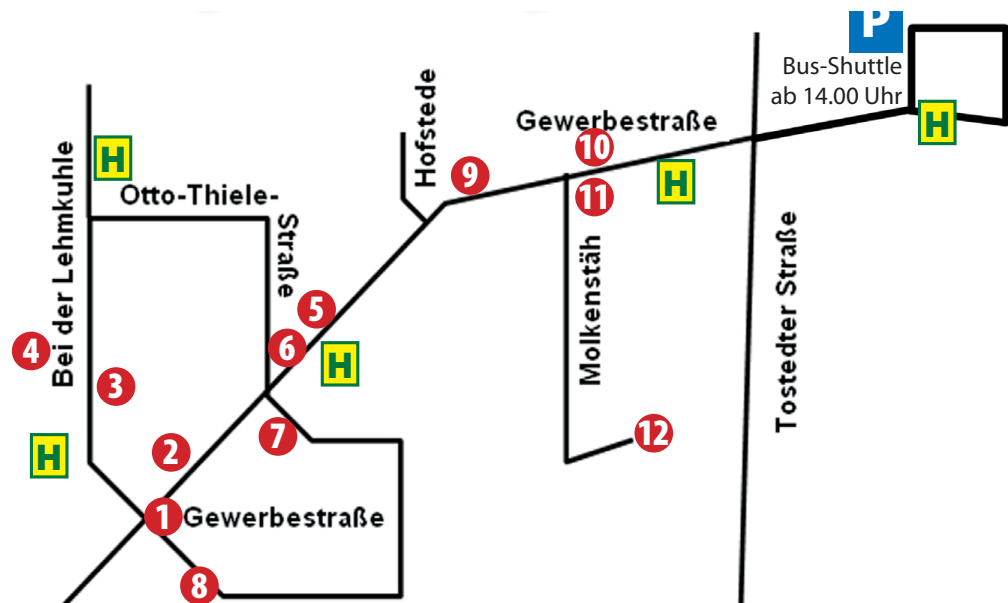 P
Bus-Shuttle
ab 14.00 Uhr
H
Gewerbestraße
10
H
11
Hofstede
9
H
Bei der Lehmkuhle
Otto-Thiele-
Straße
5
6
H
4
3
Molkenstäh
12
Tostedter Straße
7
2
H
1
Gewerbestraße
8